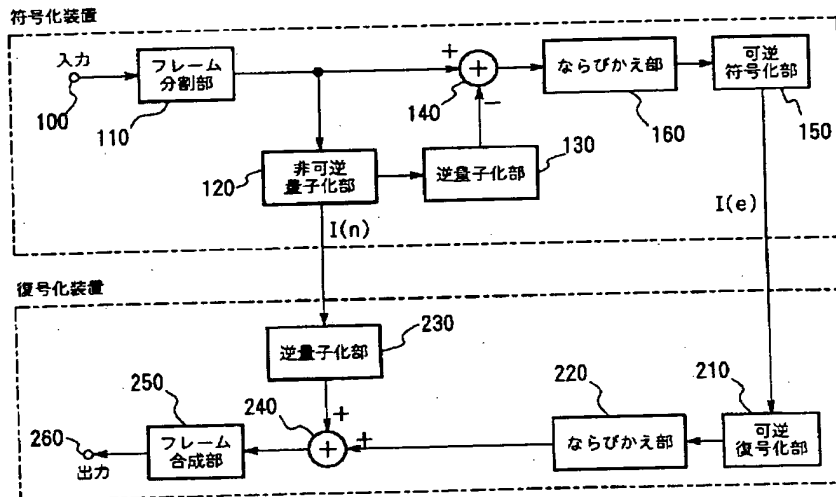 符号化装置
入力
100
フレーム
分割部
110
+
140
−
ならびかえ部
160
可逆
符号化部
150
120
非可逆
量子化部
逆量子化部
130
I(n)
I(e)
復号化装置
逆量子化部
230
250
フレーム
合成部
260
出力
240
+
+
220
ならびかえ部
210
可逆
復号化部